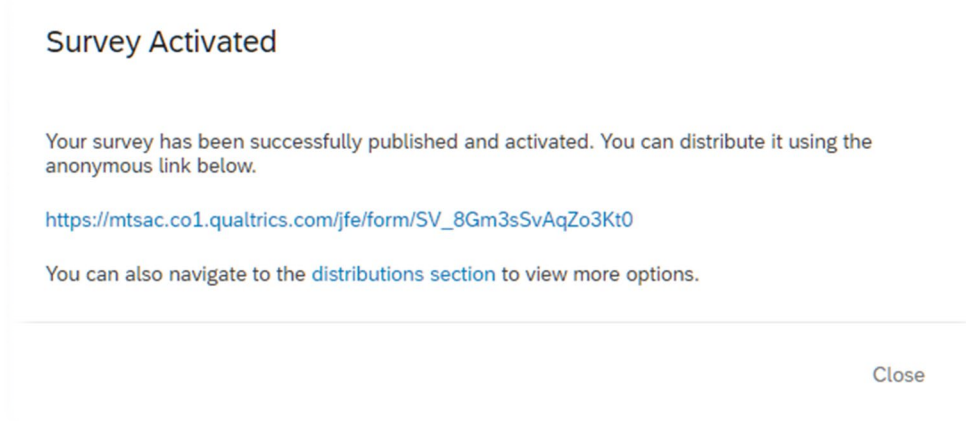 Survey Activated
Your survey has been successfully published and activated. You can distribute it using the
anonymous link below.
https://mtsac.co1.qualtrics.com/jfe/form/SV_8Gm3sSvAqZo3Kt0
You can also navigate to the distributions section to view more options.
Close